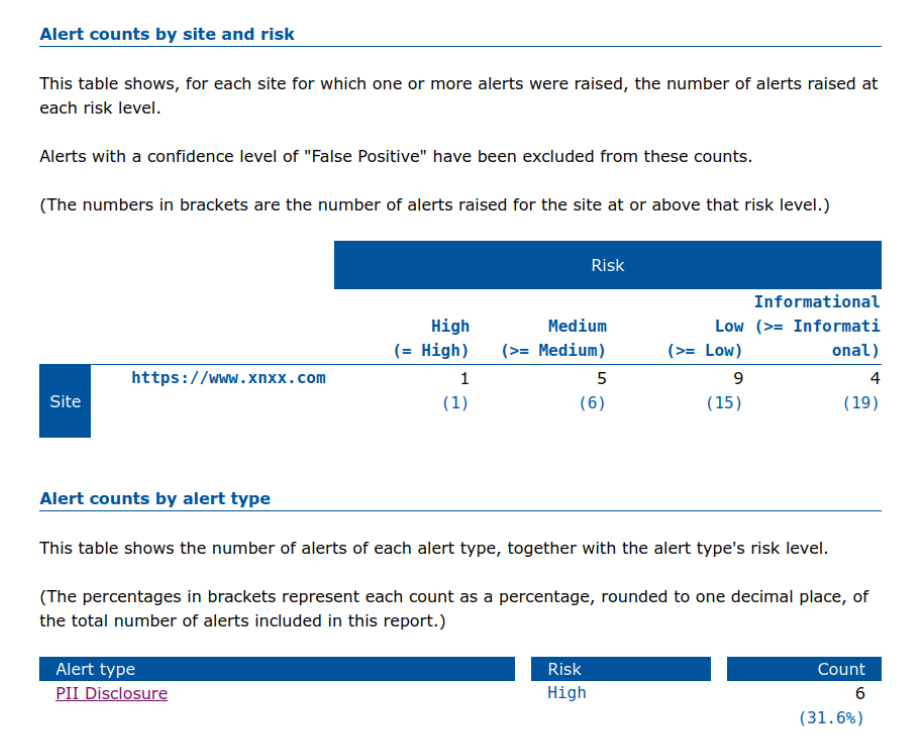 Alert counts by site and risk
This table shows, for each site for which one or more alerts were raised, the number of alerts raised at
each risk level.
Alerts with a confidence level of "False Positive" have been excluded from these counts.
(The numbers in brackets are the number of alerts raised for the site at or above that risk level.)
Risk
Informational
High Medium Low (>= Informati
(= High) (>= Medium) (>= Low) onal)
https://www.xnxx.com 1 5 9 4
Site (1) (6) (15) (19)
Alert counts by alert type
This table shows the number of alerts of each alert type, together with the alert type's risk level.
(The percentages in brackets represent each count as a percentage, rounded to one decimal place, of
the total number of alerts included in this report.)
Alert type Risk Count
PII Disclosure High 6
(31.6%)